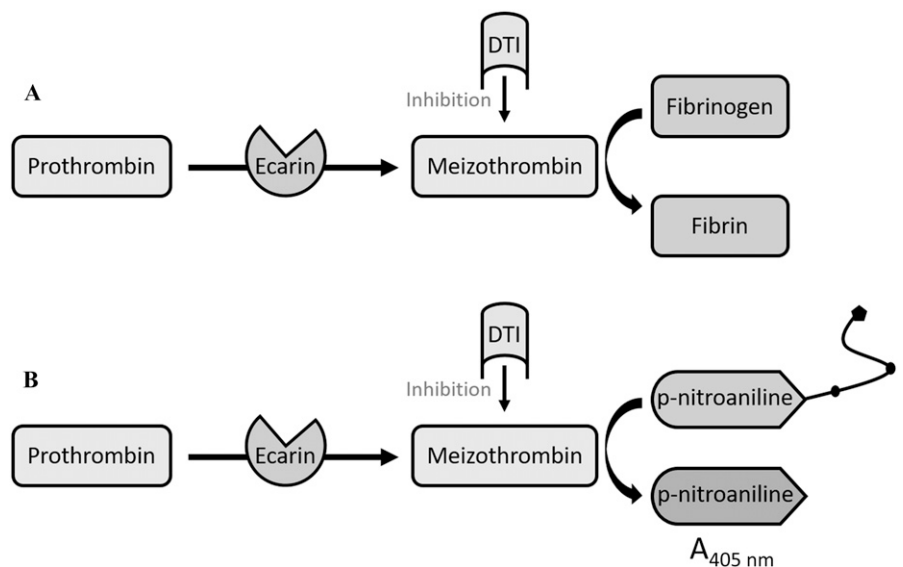 A
DTI
Inhibition
Prothrombin
Ecarin
Meizothrombin
Fibrinogen
Fibrin
B
DTI
Inhibition
Prothrombin
Ecarin
Meizothrombin
p-nitroaniline
p-nitroaniline
A405 nm